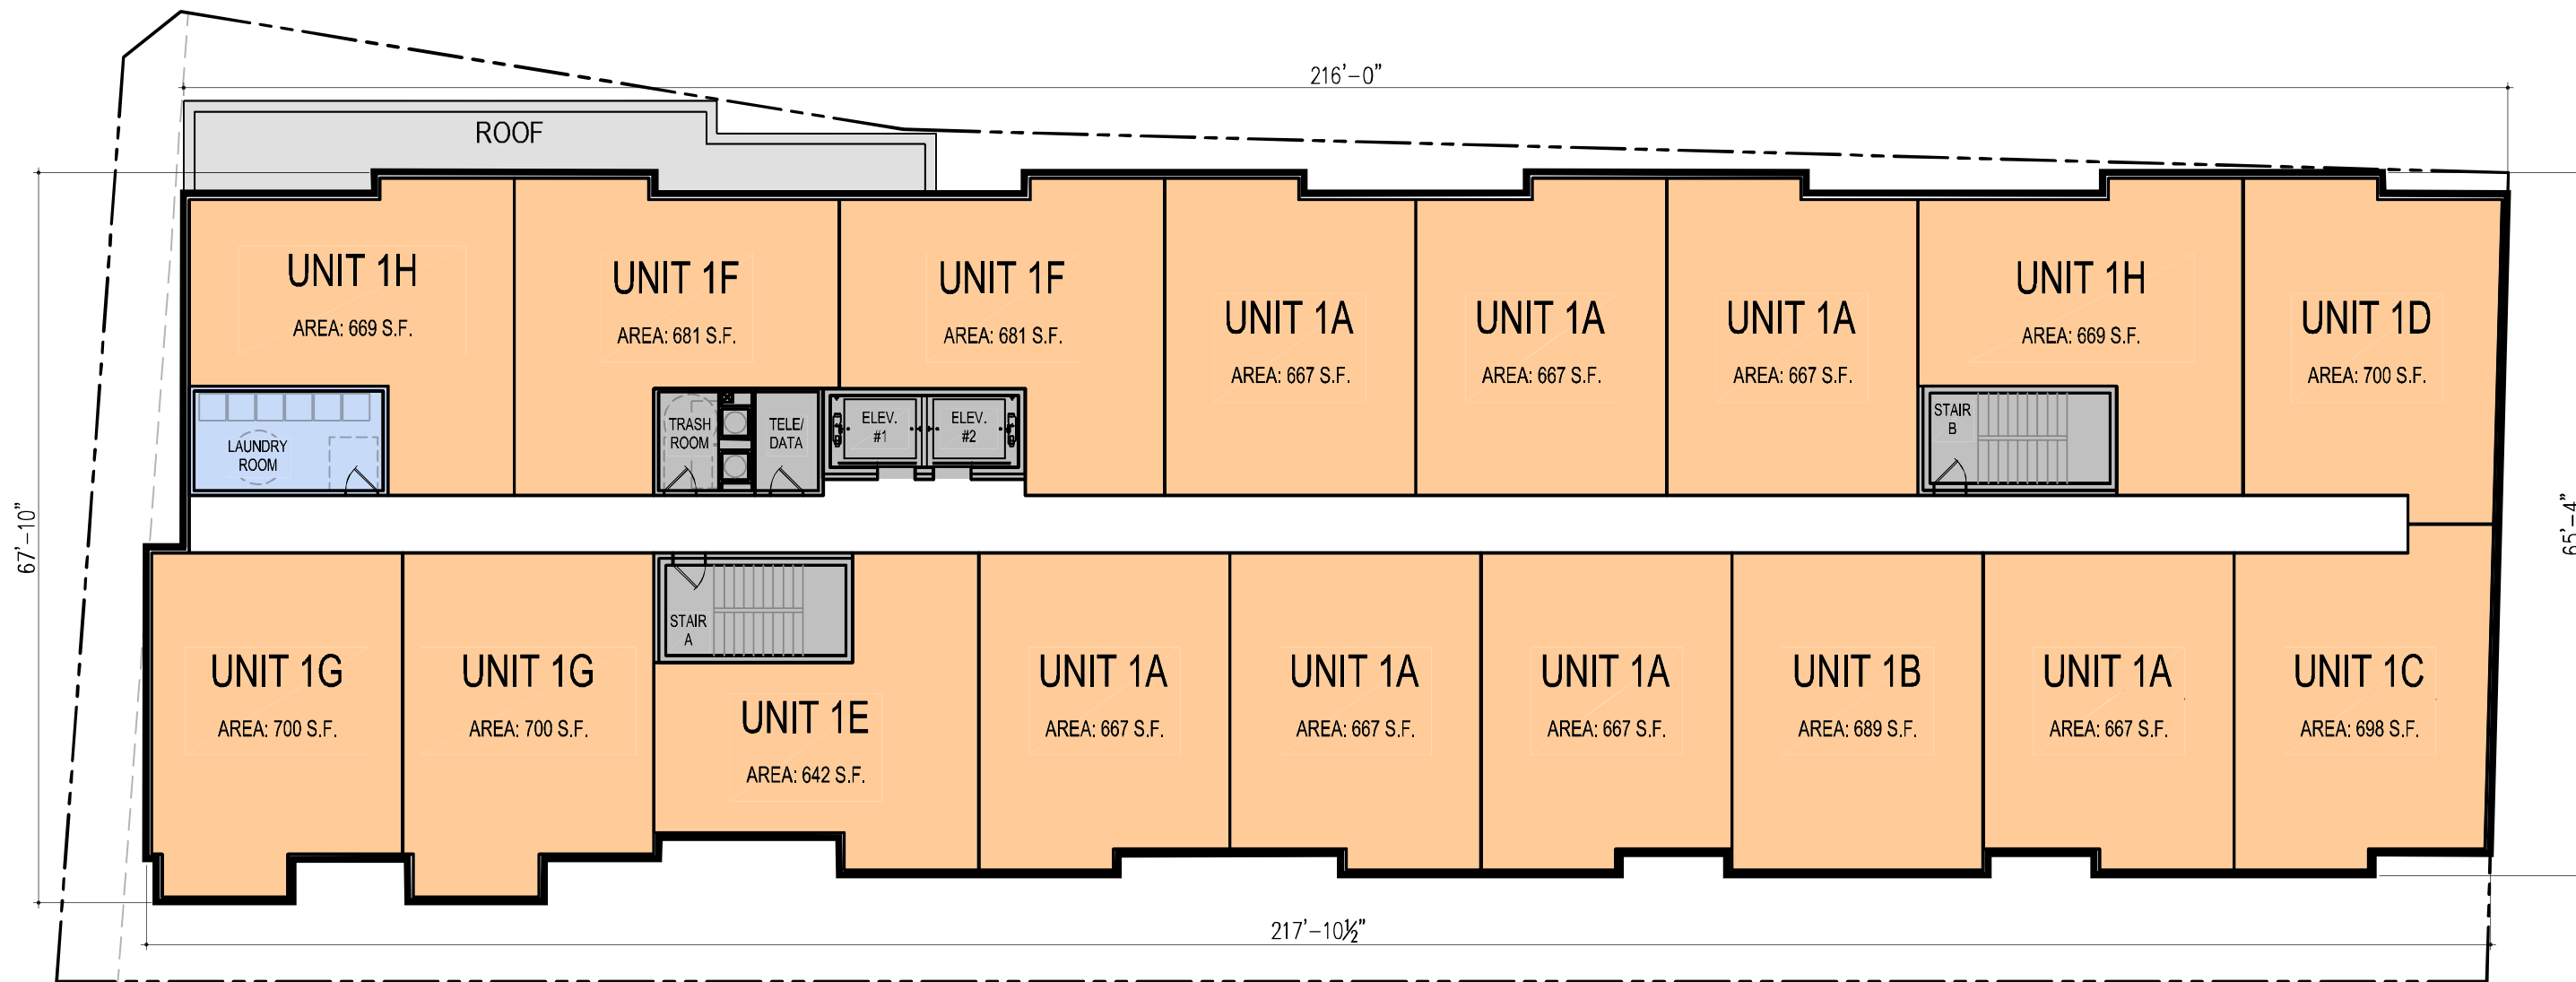 216'-0"
ROOF
UNIT 1H
AREA: 669 S.F.
UNIT 1F
AREA: 681 S.F.
UNIT 1F
AREA: 681 S.F.
UNIT 1A
AREA: 667 S.F.
UNIT 1A
AREA: 667 S.F.
UNIT 1A
AREA: 667 S.F.
UNIT 1H
AREA: 669 S.F.
UNIT 1D
AREA: 700 S.F.
LAUNDRY
ROOM
TRASH
ROOM
TELE/
DATA
ELEV.
#1
ELEV.
#2
STAIR
B
67'-10"
65'-4"
STAIR
A
UNIT 1G
AREA: 700 S.F.
UNIT 1G
AREA: 700 S.F.
UNIT 1E
AREA: 642 S.F.
UNIT 1A
AREA: 667 S.F.
UNIT 1A
AREA: 667 S.F.
UNIT 1A
AREA: 667 S.F.
UNIT 1B
AREA: 689 S.F.
UNIT 1A
AREA: 667 S.F.
UNIT 1C
AREA: 698 S.F.
217'-10½"